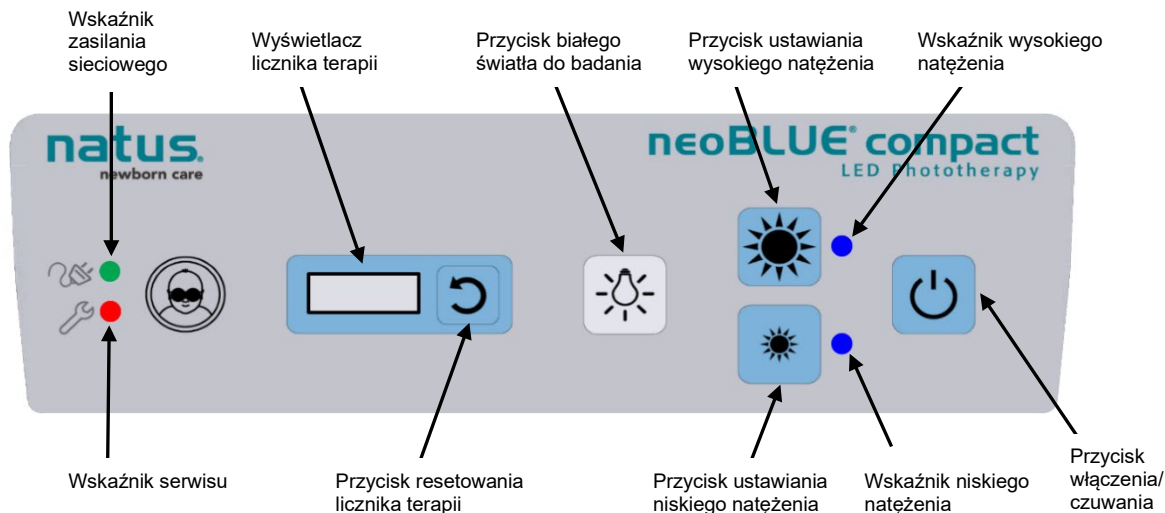 Wskaźnik
zasilania
sieciowego
Wyświetlacz
licznika terapii
Przycisk białego
światła do badania
Przycisk ustawiania
wysokiego natężenia
Wskaźnik wysokiego
natężenia
natus.
newborn care
neoBLUE® compact
LED Phototherapy
Wskaźnik serwisu
Przycisk resetowania
licznika terapii
Przycisk ustawiania
niskiego natężenia
Wskaźnik niskiego
natężenia
Przycisk
włączenia/
czuwania